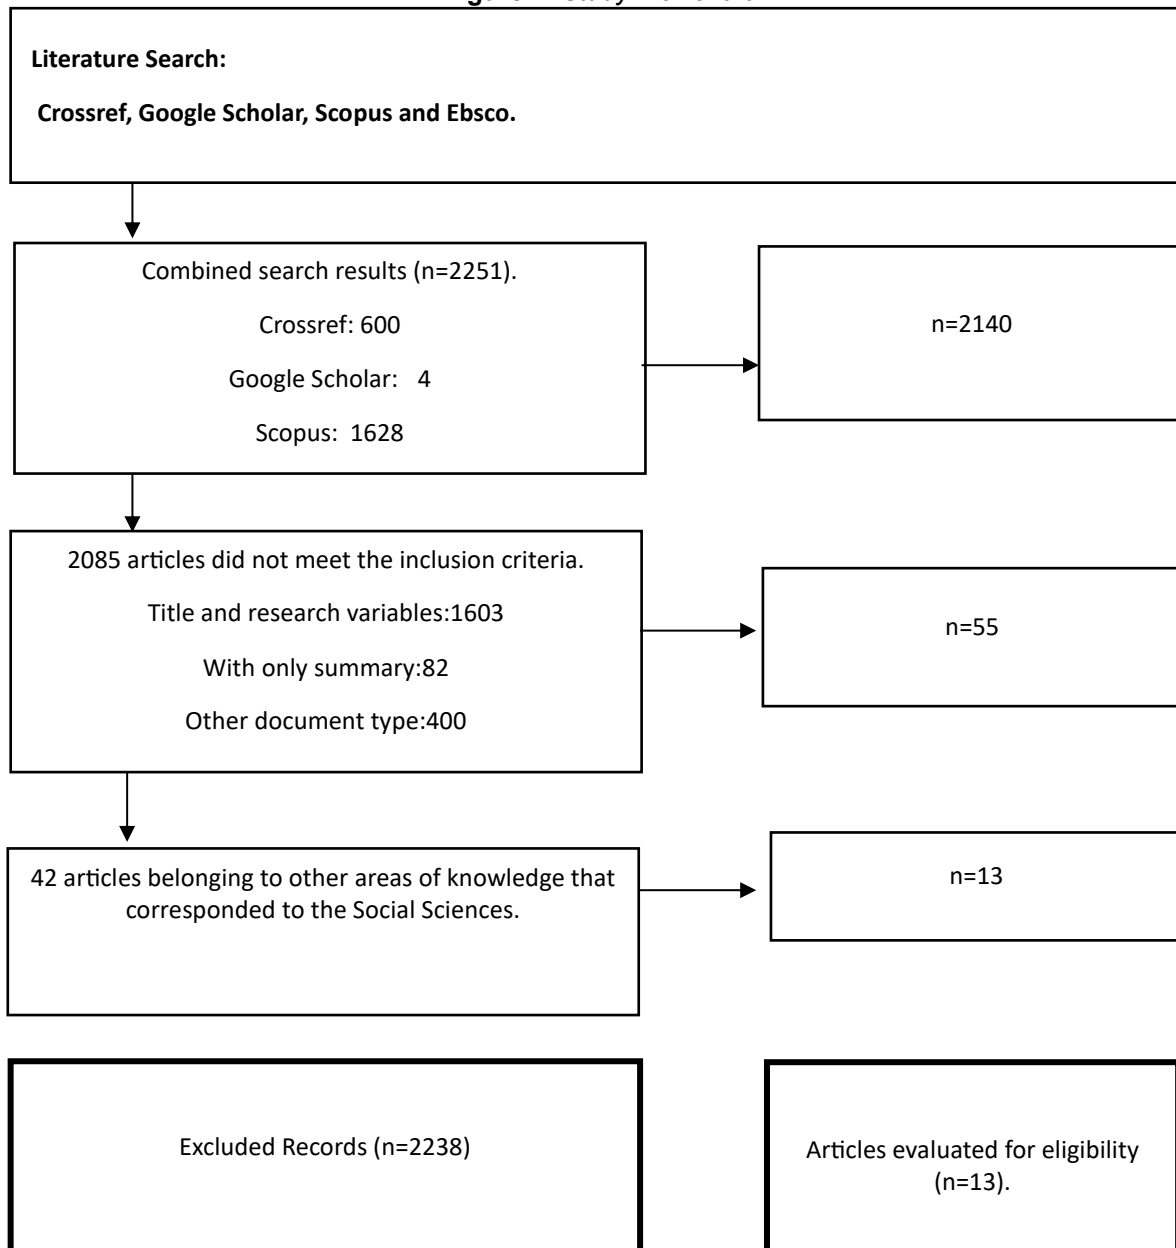 Literature Search:
Crossref, Google Scholar, Scopus and Ebsco.
Combined search results (n=2251).
Crossref: 600
Google Scholar: 4
Scopus: 1628
n=2140
2085 articles did not meet the inclusion criteria.
Title and research variables:1603
With only summary:82
Other document type:400
n=55
42 articles belonging to other areas of knowledge that
corresponded to the Social Sciences.
n=13
Excluded Records (n=2238)
Articles evaluated for eligibility
(n=13).